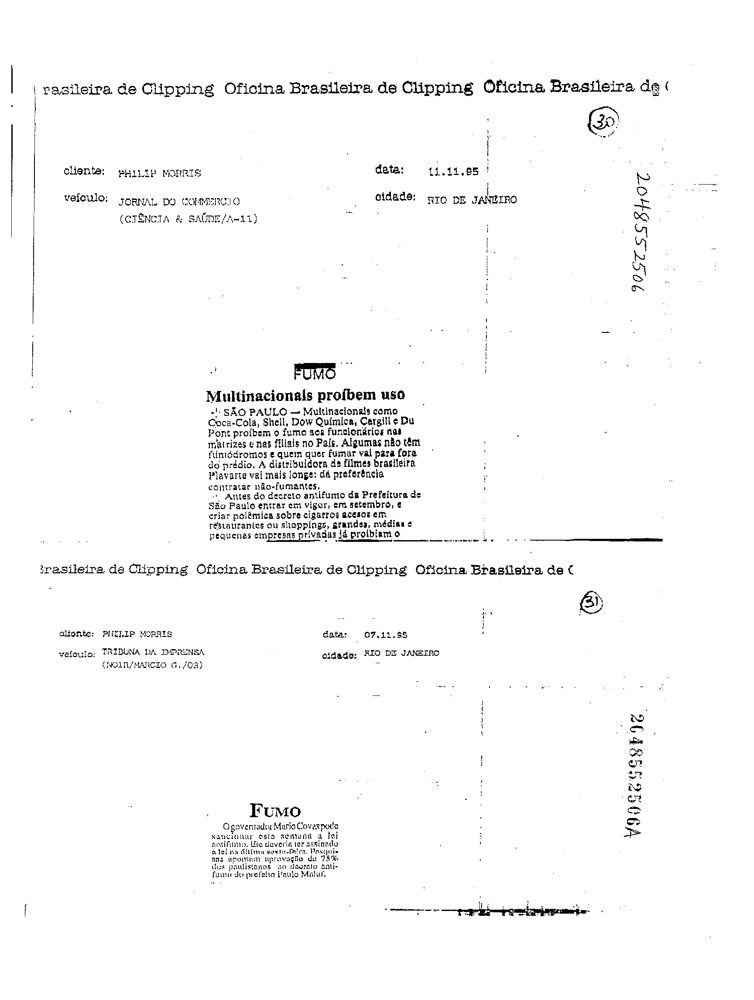 rasileira de Clipping Oficina Brasileira de Clipping Oficina Brasileira de (
30
cliente: PHILIP MORRIS
data: 11.11.95
veículo: JORNAL DO COMMERCIO
cidade: RIO DE JANEIRO
(CIÊNCIA & SAÚDE/A-11)
2048552506
FUMO
Multinacionais proíbem uso
SÃO PAULO — Multinacionais como
Coca-Cola, Shell, Dow Química, Cargill e Du
Pont proíbem o fumo aos funcionários nas
matrizes e nas filiais no País. Algumas não têm
fumódromos e quem quer fumar vai para fora
do prédio. A distribuidora de filmes brasileira
Playarte vai mais longe: dá preferência
contratar não-fumantes.
Antes do decreto antifumo da Prefeitura de
São Paulo entrar em vigor, em setembro, e
criar polêmica sobre cigarros acesos em
restaurantes ou shoppings, grandes, médias e
pequenas empresas privadas já proibiam o
rasileira de Clipping Oficina Brasileira de Clipping Oficina Brasileira de (
31
cliente: PHILIP MORRIS
data: 07.11.95
veículo: TRIBUNA DA IMPRENSA
cidade: RIO DE JANEIRO
(MARCIO G./03)
2048552506A
FUMO
O governador Mario Covas pode
sancionar esta semana a lei
antifumo. Ele deveria ter assinado
a lei na última sexta-feira. Pesqui-
sas apontam aprovação de 75%
dos paulistanos ao decreto anti-
fumo do prefeito Paulo Maluf.